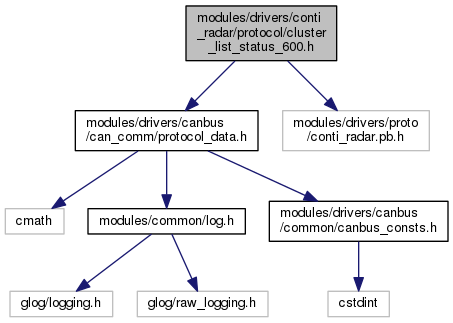 modules/drivers/conti
_radar/protocol/cluster
_list_status_600.h
modules/drivers/canbus
/can_comm/protocol_data.h
modules/drivers/proto
/conti_radar.pb.h
cmath
modules/common/log.h
modules/drivers/canbus
/common/canbus_consts.h
glog/logging.h
glog/raw_logging.h
cstdint